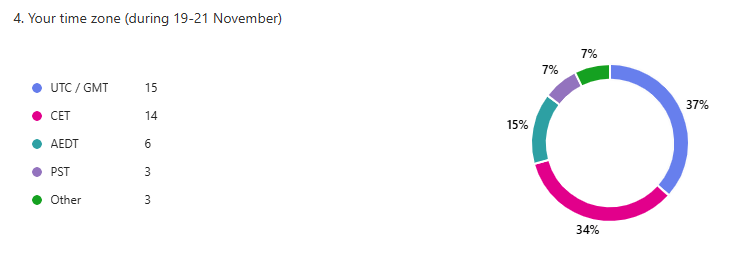 4. Your time zone (during 19-21 November)
UTC / GMT 15
CET 14
AEDT 6
PST 3
Other 3
7%
7%
37%
15%
34%